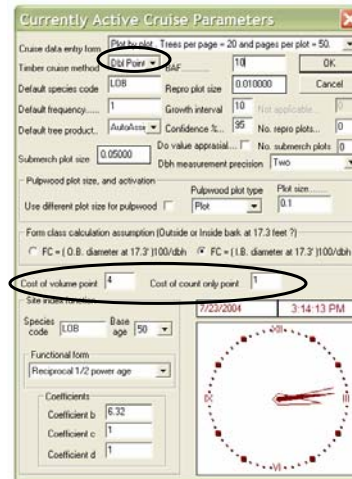 Currently Active Cruise Parameters
Cruise data entry form Plot by plot. Trees per page = 20 and pages per plot = 50.
Timber cruise method Dbl Point BAF 10 OK
Default species code LOB Repro plot size 0.010000 Cancel
Default frequency...... 1 Growth interval 10 Not applicable...
Default tree product.. AutoAssi Confidence %... 95 No. repro plots... 0
Submerch plot size 0.05000 Do value apprasial.... No. submerch plots 0
Dbh measurement precision Two
Pulpwood plot size, and activation
Pulpwood plot type Plot size........
Use different plot size for pulpwood Plot 0.1
Form class calculation assumption (Outside or Inside bark at 17.3 feet ?)
FC = ( O.B. diameter at 17.3' )100/dbh FC = ( I.B. diameter at 17.3' )100/dbh
Cost of volume point 4 Cost of count only point 1
Site index function 7/23/2004 3:14:13 PM
Species code LOB Base age 50
Functional form
Reciprocal 1/2 power age
Coefficients
Coefficient b 6.32
Coefficient c 1
Coefficient d 1
XII
IX III
VI